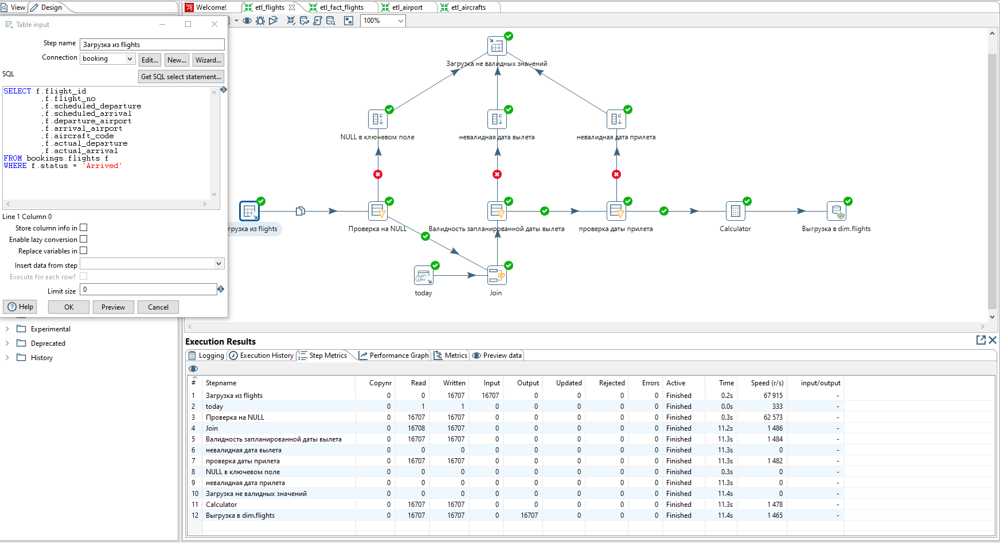 View
Design
Welcome!
etl_flights
etl_fact_flights
etl_airport
etl_aircrafts
100%
Table input
Step name
Загрузка из flights
Connection
booking
Edit...
New...
Wizard...
SQL
Get SQL select statement...
SELECT f.flight_id
,f.flight_no
,f.scheduled_departure
,f.scheduled_arrival
,f.departure_airport
,f.arrival_airport
,f.aircraft_code
,f.actual_departure
,f.actual_arrival
FROM bookings.flights f
WHERE f.status = 'Arrived'
Line 1 Column 0
Store column info in
Enable lazy conversion
Replace variables in
Insert data from step
Execute for each row?
Limit size
0
Help
OK
Preview
Cancel
Experimental
Deprecated
History
Загрузка не валидных значений
NULL в ключевом поле
невалидная дата вылета
невалидная дата прилета
грузка из flights
Проверка на NULL
Валидность запланированной даты вылета
проверка даты прилета
Calculator
Выгрузка в dim.flights
today
Join
Execution Results
Logging
Execution History
Step Metrics
Performance Graph
Metrics
Preview data
# Stepname Copynr Read Written Input Output Updated Rejected Errors Active Time Speed (r/s) input/output
1 Загрузка из flights 0 0 16707 16707 0 0 0 0 Finished 0.2s 67 915 -
2 today 0 1 1 0 0 0 0 0 Finished 0.0s 333 -
3 Проверка на NULL 0 16707 16707 0 0 0 0 0 Finished 0.3s 62 573 -
4 Join 0 16708 16707 0 0 0 0 0 Finished 11.2s 1 486 -
5 Валидность запланированной даты вылета 0 16707 16707 0 0 0 0 0 Finished 11.3s 1 484 -
6 невалидная дата вылета 0 0 0 0 0 0 0 0 Finished 11.3s 0 -
7 проверка даты прилета 0 16707 16707 0 0 0 0 0 Finished 11.3s 1 482 -
8 NULL в ключевом поле 0 0 0 0 0 0 0 0 Finished 0.3s 0 -
9 невалидная дата прилета 0 0 0 0 0 0 0 0 Finished 11.3s 0 -
10 Загрузка не валидных значений 0 0 0 0 0 0 0 0 Finished 11.4s 0 -
11 Calculator 0 16707 16707 0 0 0 0 0 Finished 11.3s 1 478 -
12 Выгрузка в dim.flights 0 16707 16707 0 16707 0 0 0 Finished 11.4s 1 465 -